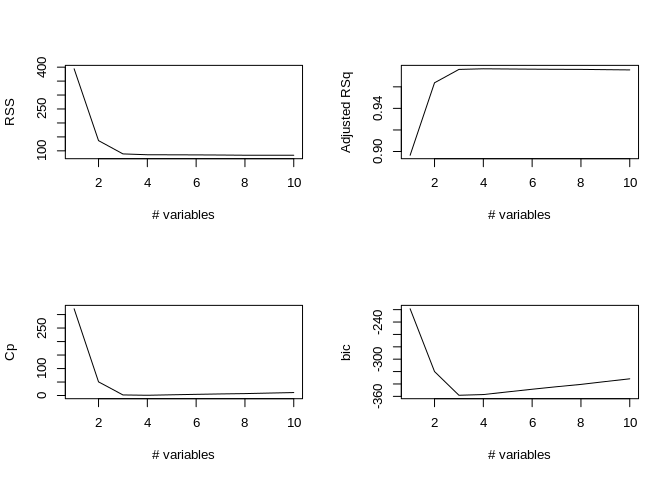 RSS
400
250
100
2 4 6 8 10
# variables
Adjusted RSq
0.94
0.90
2 4 6 8 10
# variables
Cp
250
100
0
2 4 6 8 10
# variables
bic
-240
-300
-360
2 4 6 8 10
# variables